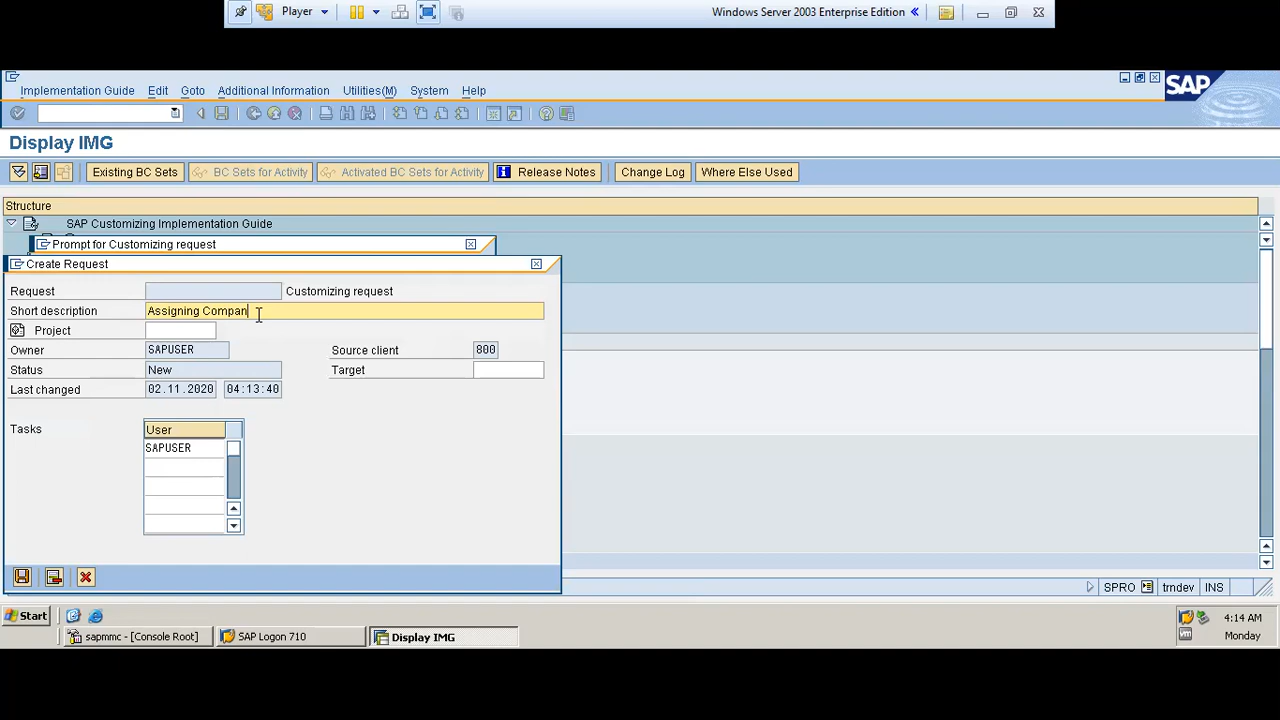 Player
Windows Server 2003 Enterprise Edition
SAP
Implementation Guide Edit Goto Additional Information Utilities(M) System Help
Display IMG
Existing BC Sets BC Sets for Activity Activated BC Sets for Activity Release Notes Change Log Where Else Used
Structure
SAP Customizing Implementation Guide
Prompt for Customizing request
Create Request
Request Customizing request
Short description Assigning Compan
Project
Owner SAPUSER Source client 800
Status New Target
Last changed 02.11.2020 04:13:40
Tasks User
SAPUSER
SPRO trndev INS
Start
4:14 AM
sapmmc - [Console Root] SAP Logon 710 Display IMG
Monday